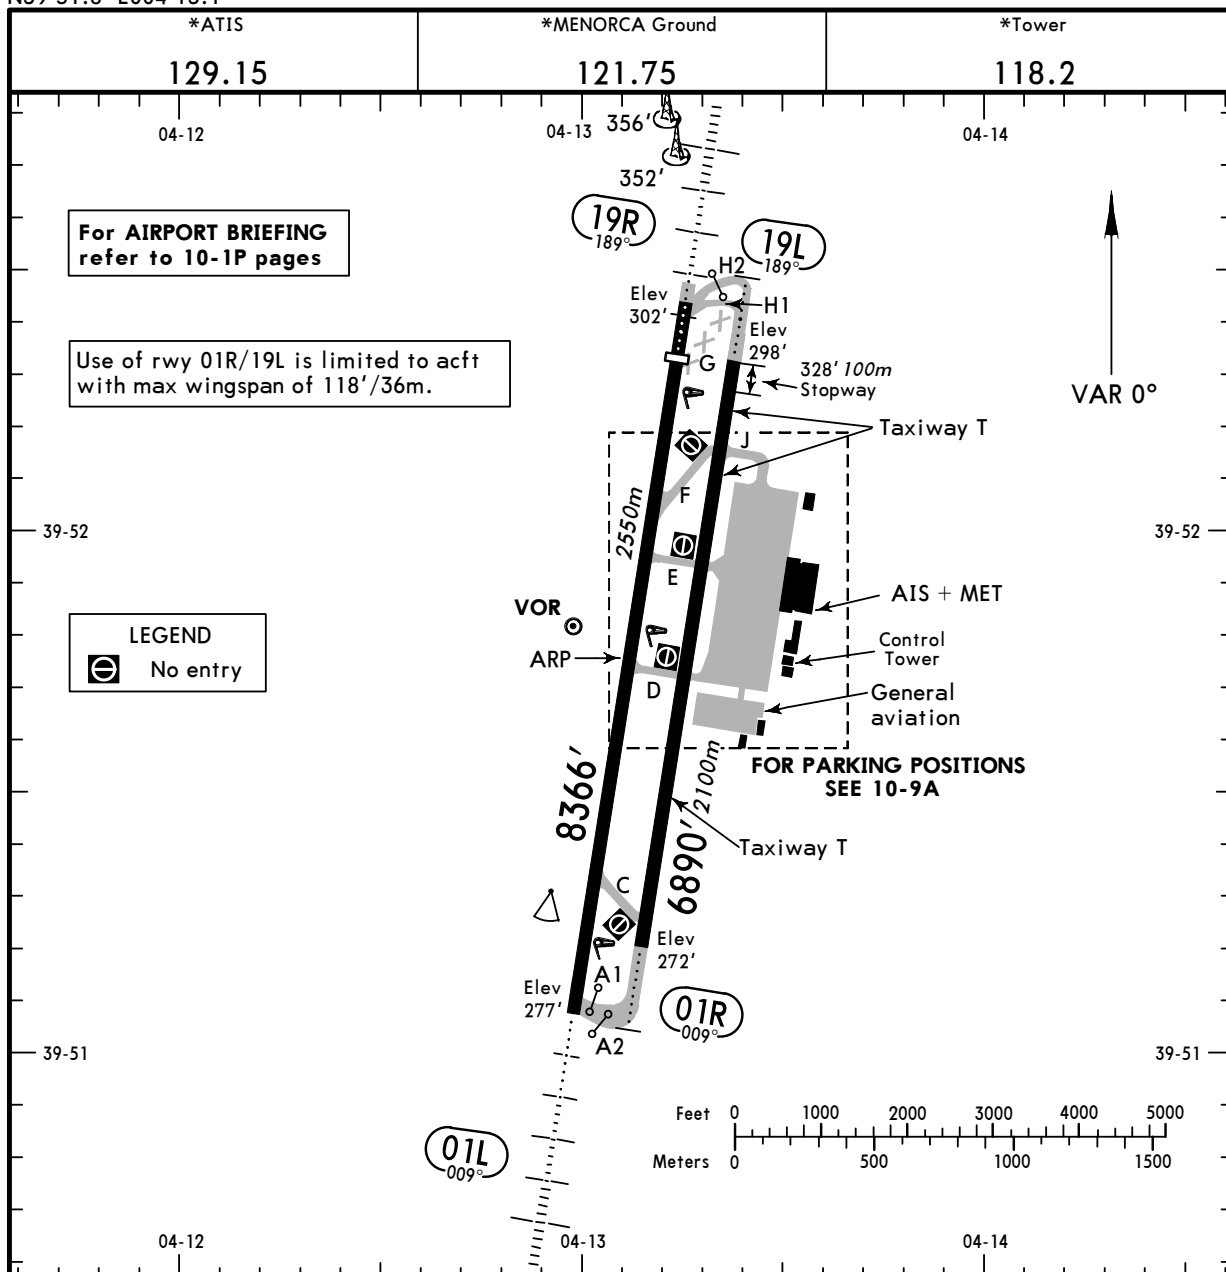 *ATIS
129.15
*MENORCA Ground
121.75
*Tower
118.2
04-12
04-13
04-14
356'
352'
For AIRPORT BRIEFING
refer to 10-1P pages
19R
189°
19L
189°
H2
H1
Elev
302'
Elev
298'
G
328' 100m
Stopway
VAR 0°
Use of rwy 01R/19L is limited to acft
with max wingspan of 118'/36m.
Taxiway T
J
F
2550m
39-52
39-52
E
AIS + MET
VOR
LEGEND
No entry
ARP
Control
Tower
D
General
aviation
FOR PARKING POSITIONS
SEE 10-9A
8366'
6890' 2100m
Taxiway T
C
Elev
272'
A1
Elev
277'
01R
009°
A2
39-51
39-51
Feet 0 1000 2000 3000 4000 5000
Meters 0 500 1000 1500
01L
009°
04-12
04-13
04-14